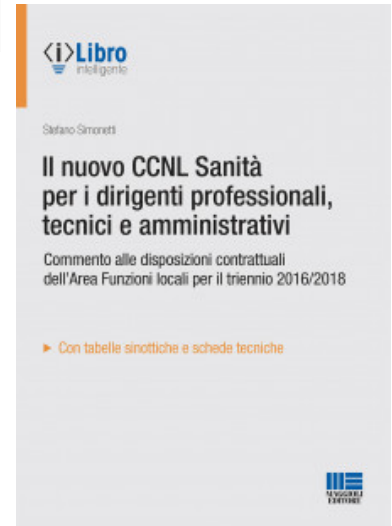 <i>Libro
intelligente
Stefano Simonetti
Il nuovo CCNL Sanità
per i dirigenti professionali,
tecnici e amministrativi
Commento alle disposizioni contrattuali
dell'Area Funzioni locali per il triennio 2016/2018
► Con tabelle sinottiche e schede tecniche
MAGGIOLI
EDITORE